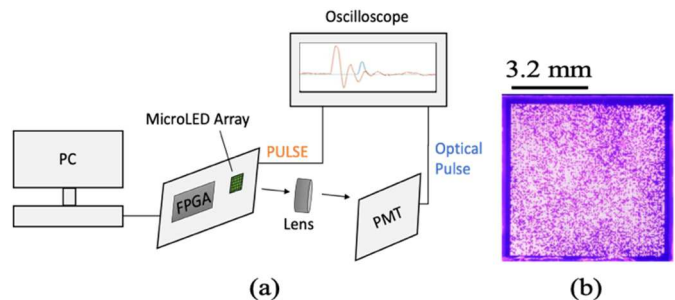 Oscilloscope
MicroLED Array
PC
PULSE
FPGA
Optical
Pulse
Lens
PMT
(a)
3.2 mm
(b)